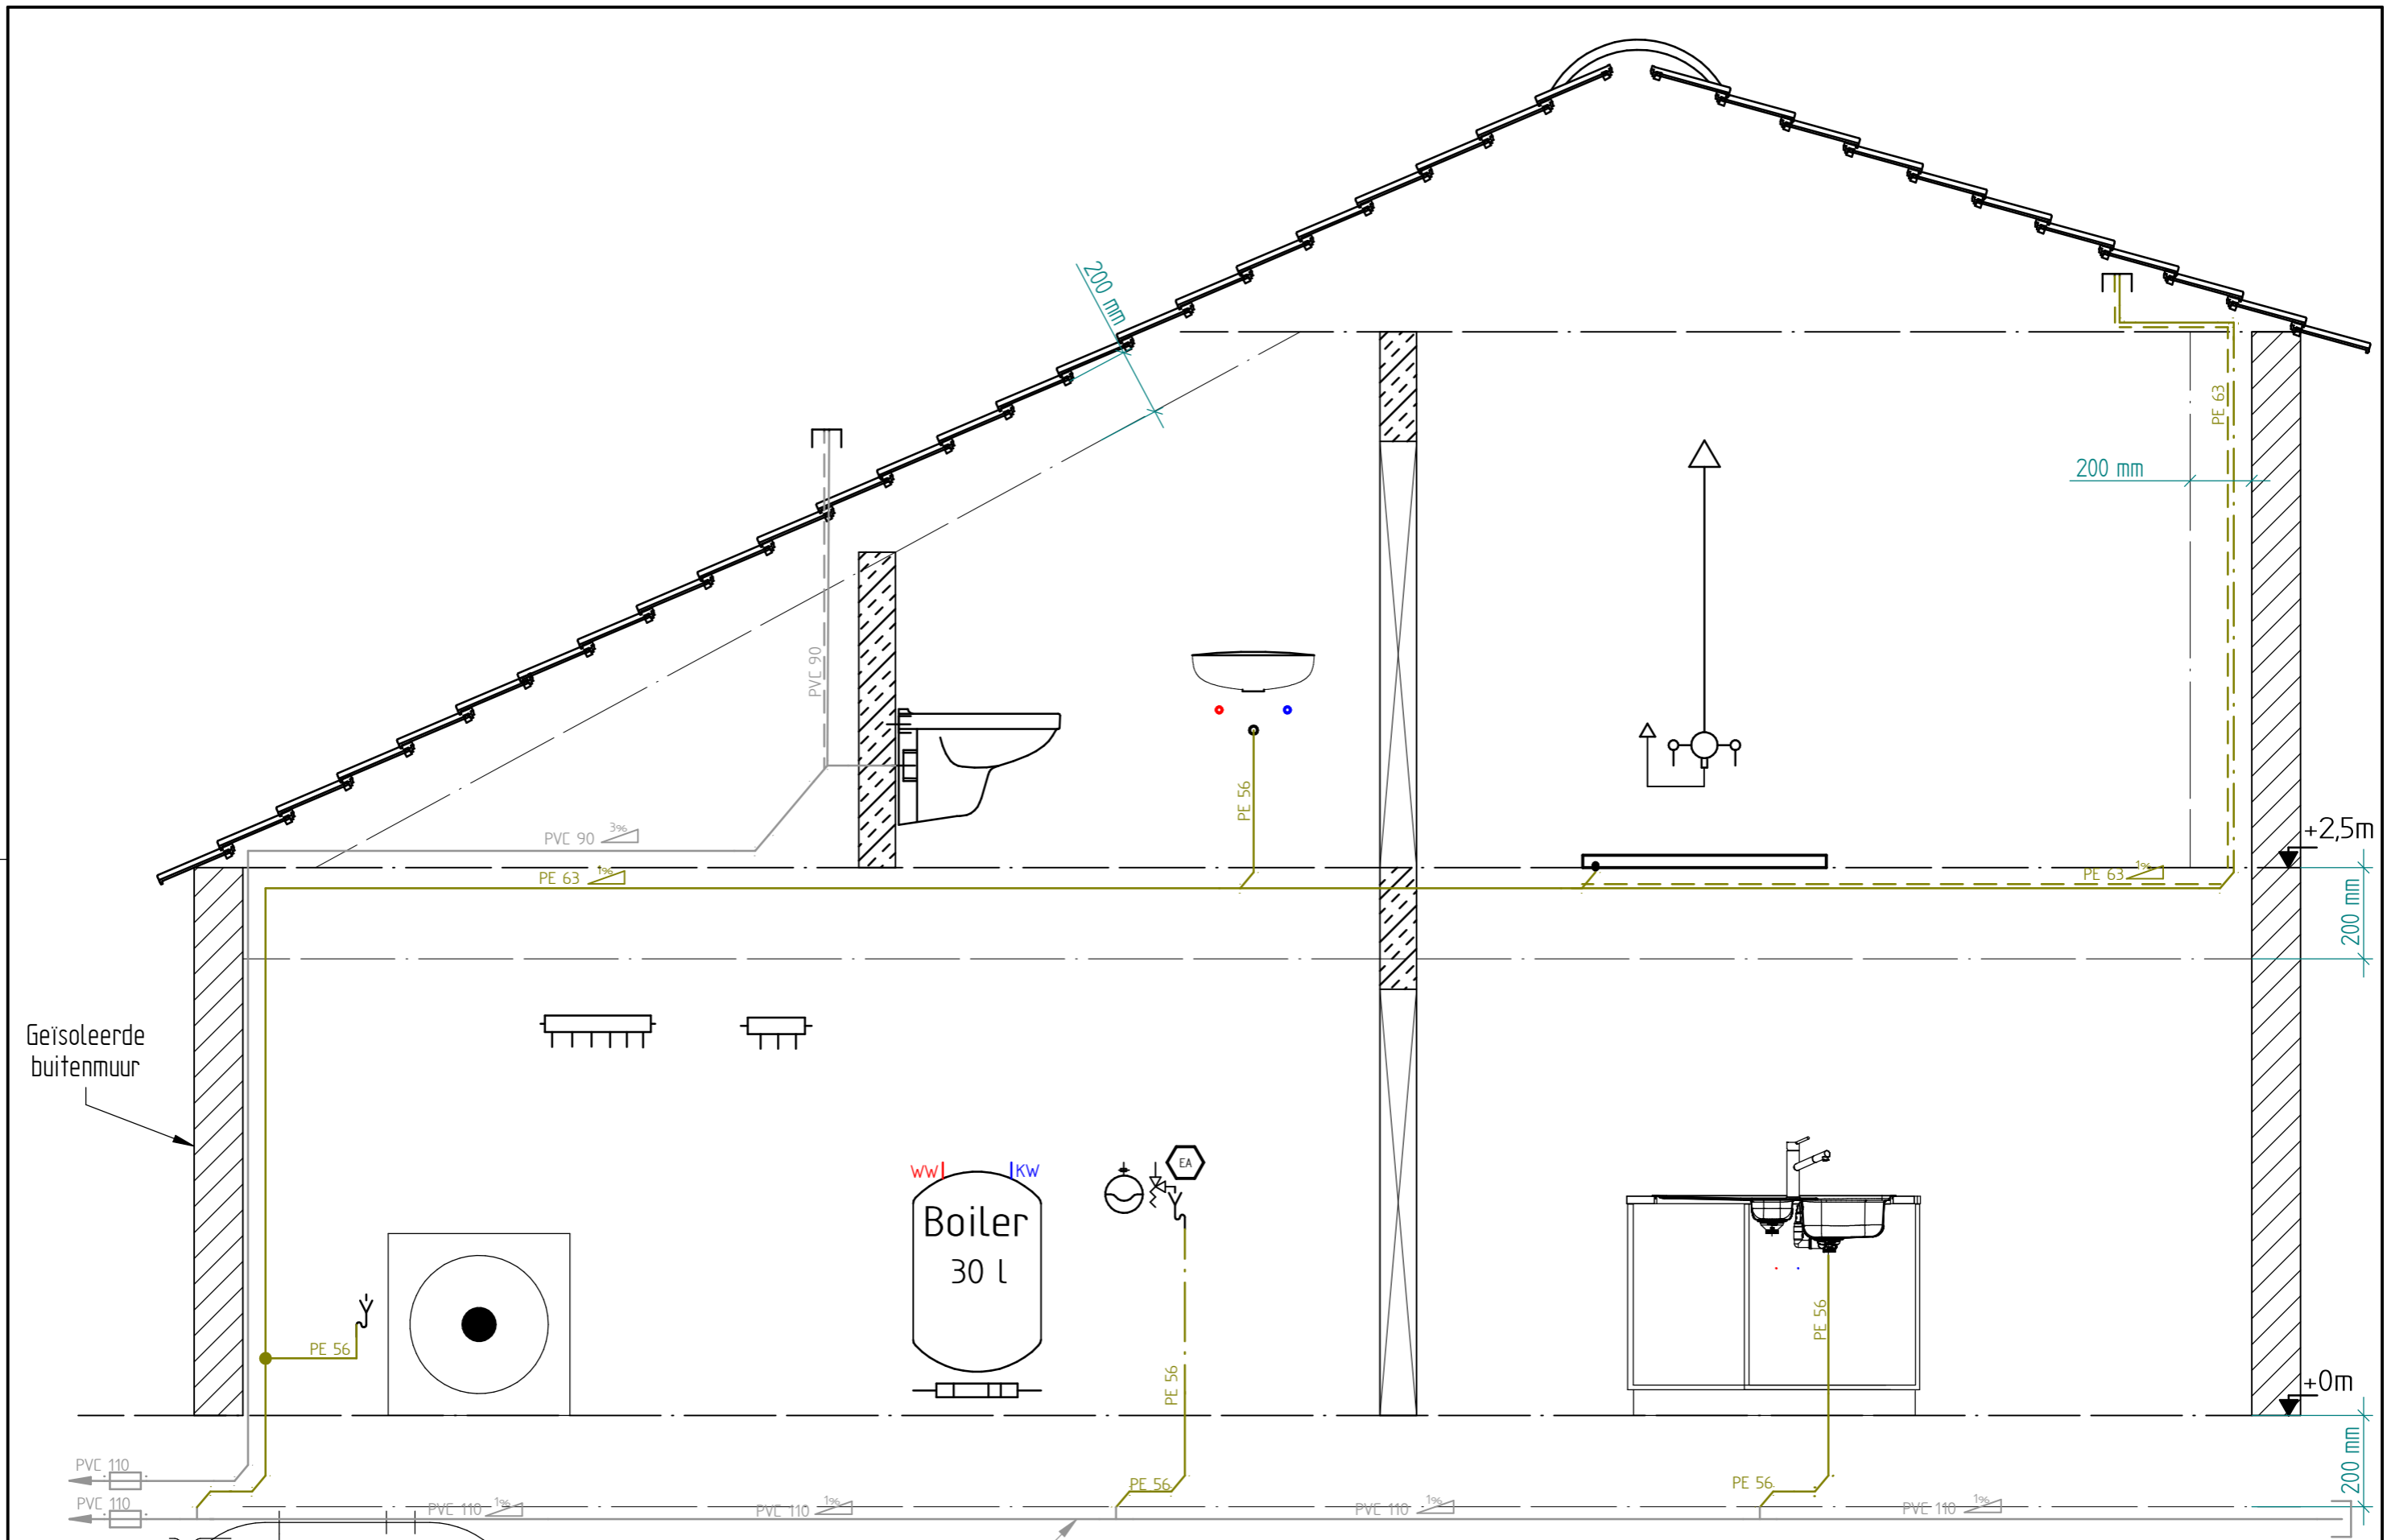 200 mm
PE 63
200 mm
PVC 90
PE 56
+2,5m
PVC 90 3%
PE 63 1%
PE 63 1%
200 mm
Geïsoleerde
buitenmuur
WW
KW
EA
Boiler
30 l
PE 56
PE 56
PE 56
+0m
PVC 110
PE 56
PE 56
200 mm
PVC 110
PVC 110 1%
PVC 110 1%
PVC 110 1%
PVC 110 1%